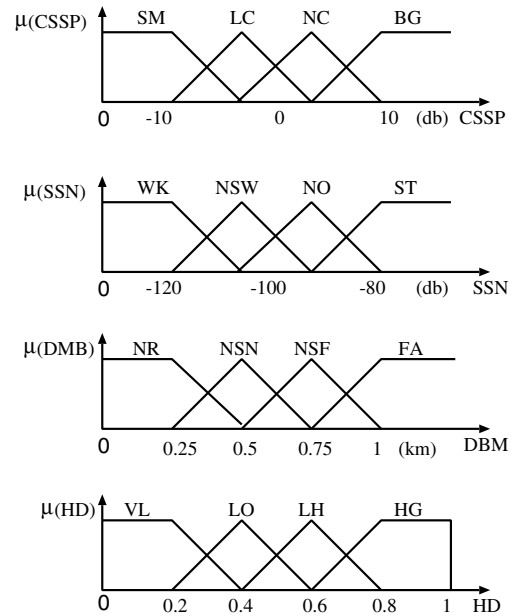 μ(CSSP) SM LC NC BG
0 -10 0 10 (db) CSSP
μ(SSN) WK NSW NO ST
0 -120 -100 -80 (db) SSN
μ(DMB) NR NSN NSF FA
0 0.25 0.5 0.75 1 (km) DBM
μ(HD) VL LO LH HG
0 0.2 0.4 0.6 0.8 1 HD